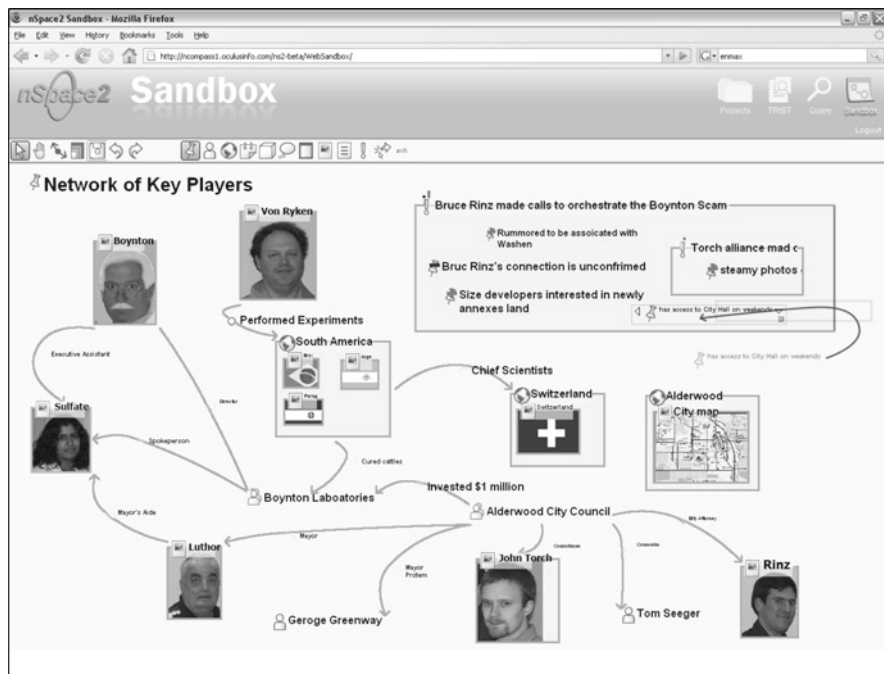 nSpace2 Sandbox - Mozilla Firefox
File Edit View History Bookmarks Tools Help
http://ncompass1.oculusinfo.com/ns2-beta/WebSandbox/
enmax
nSpace2 Sandbox
Projects TRIST Query Sandbox
Logout
Network of Key Players
Bruce Rinz made calls to orchestrate the Boynton Scam
Rummored to be assoicated with
Washen
Torch alliance mad
steamy photos
Bruc Rinz's connection is unconfrimed
Size developers interested in newly
annexes land
has access to City Hall on weekends
has access to City Hall on weekends
Boynton
Von Ryken
Performed Experiments
South America
Executive Assistant
Director
Chief Scientists
Switzerland
Switzerland
Alderwood
City map
Sulfate
Spokeperson
Cured cattles
Invested $1 million
Boynton Laboatories
Alderwood City Council
Mayor's Aide
Mayor
Luthor
Mayor
Protem
John Torch
Rinz
Geroge Greenway
Tom Seeger